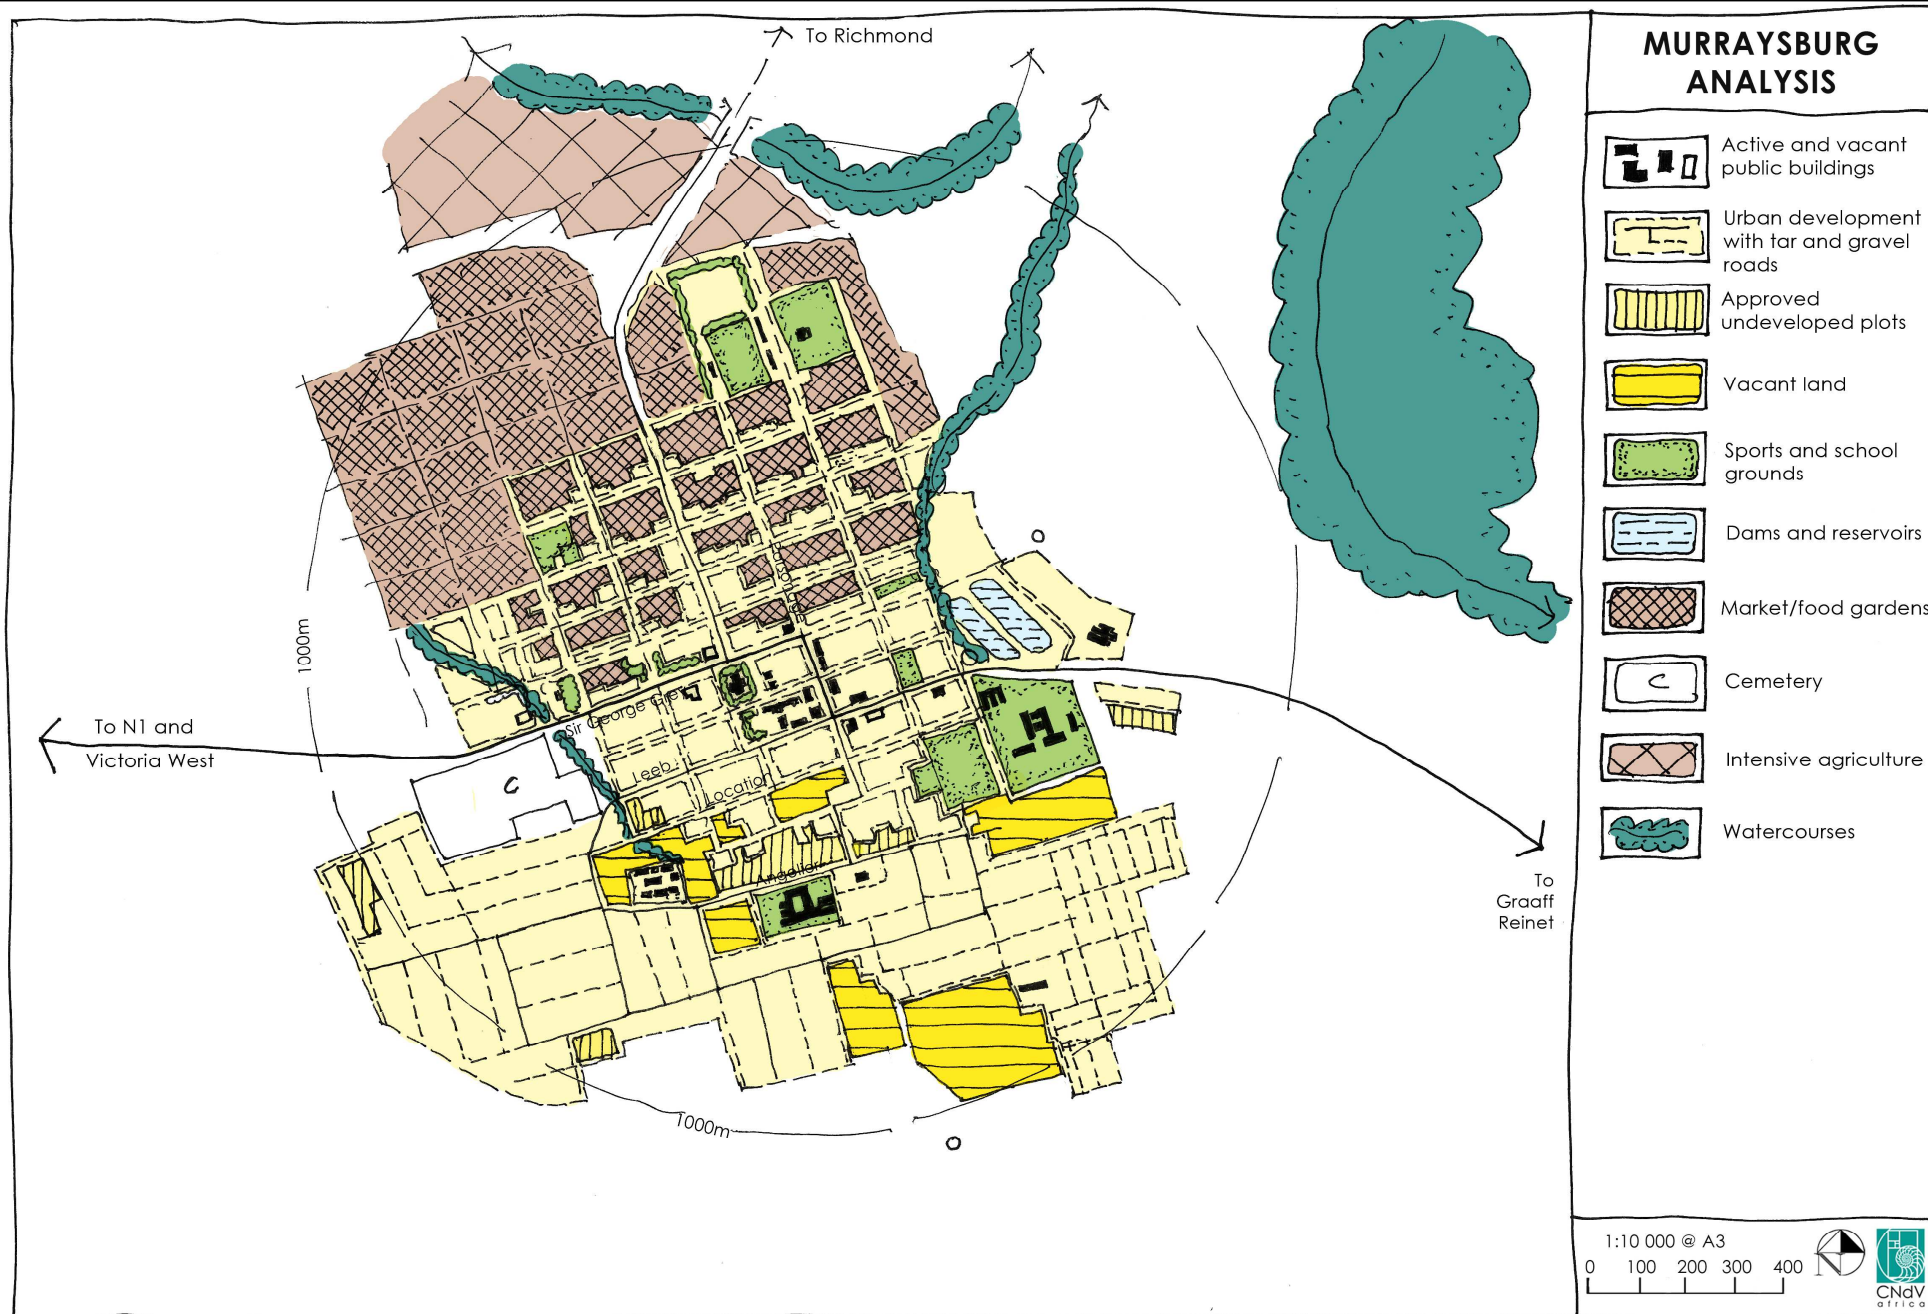 To Richmond
1000m
To N1 and
Victoria West
Sir George Grey
Leeb
Location
Angelier
C
1000m
To
Graaff
Reinet
MURRAYSBURG
ANALYSIS
Active and vacant
public buildings
Urban development
with tar and gravel
roads
Approved
undeveloped plots
Vacant land
Sports and school
grounds
Dams and reservoirs
Market/food gardens
C
Cemetery
Intensive agriculture
Watercourses
1:10 000 @ A3
0 100 200 300 400
N
CNdV
africa